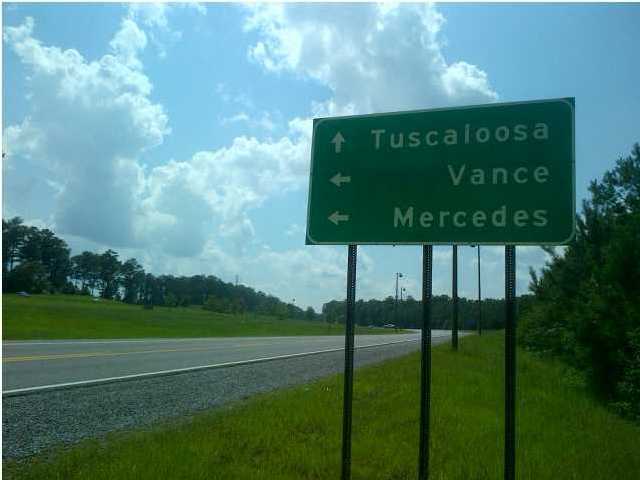 ↑ Tuscaloosa
← Vance
← Mercedes